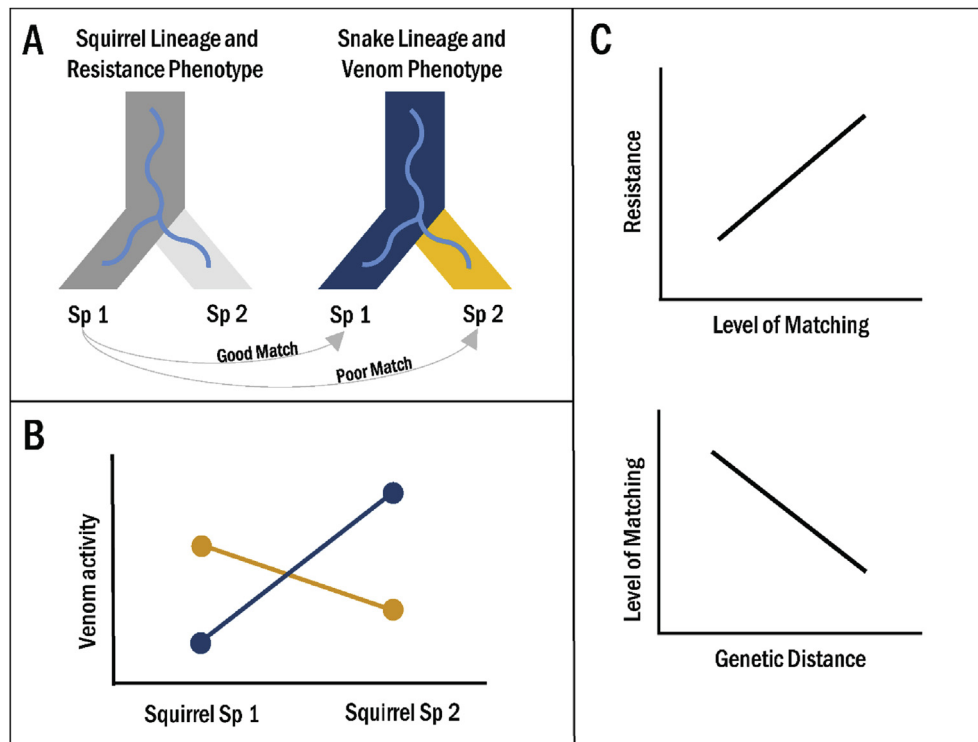 A
Squirrel Lineage and
Resistance Phenotype
Snake Lineage and
Venom Phenotype
Sp 1
Sp 2
Sp 1
Sp 2
Good Match
Poor Match
B
Venom activity
Squirrel Sp 1
Squirrel Sp 2
C
Resistance
Level of Matching
Level of Matching
Genetic Distance